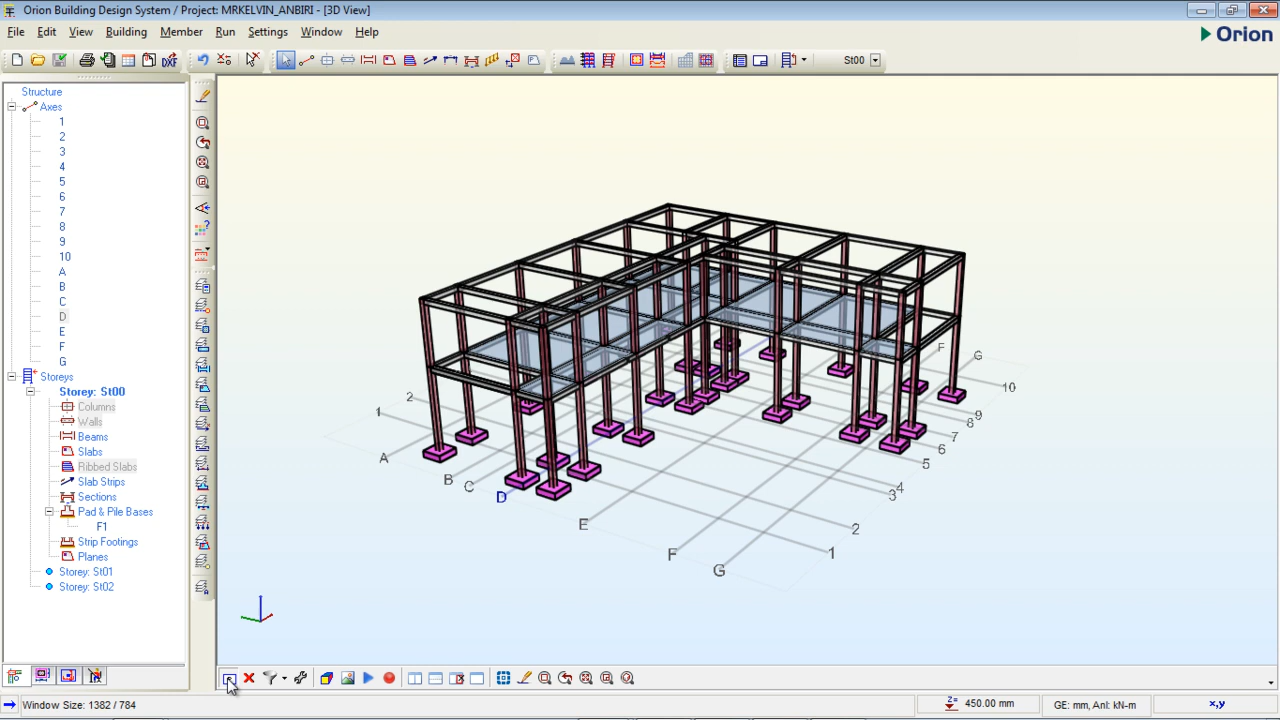 Orion Building Design System / Project: MRKELVIN_ANBIRI - [3D View]
File Edit View Building Member Run Settings Window Help
Orion
DXF
St00
Structure
Axes
1
2
3
4
5
6
7
8
9
10
A
B
C
D
E
F
G
Storeys
Storey: St00
Columns
Walls
Beams
Slabs
Ribbed Slabs
Slab Strips
Sections
Pad & Pile Bases
F1
Strip Footings
Planes
Storey: St01
Storey: St02
F G
10
9
8
7
6
5
4
3
2
1
2
1
A
B
C
D
E
F
G
Window Size: 1382 / 784
Z= 450.00 mm
GE: mm, Anl: kN-m
x,y